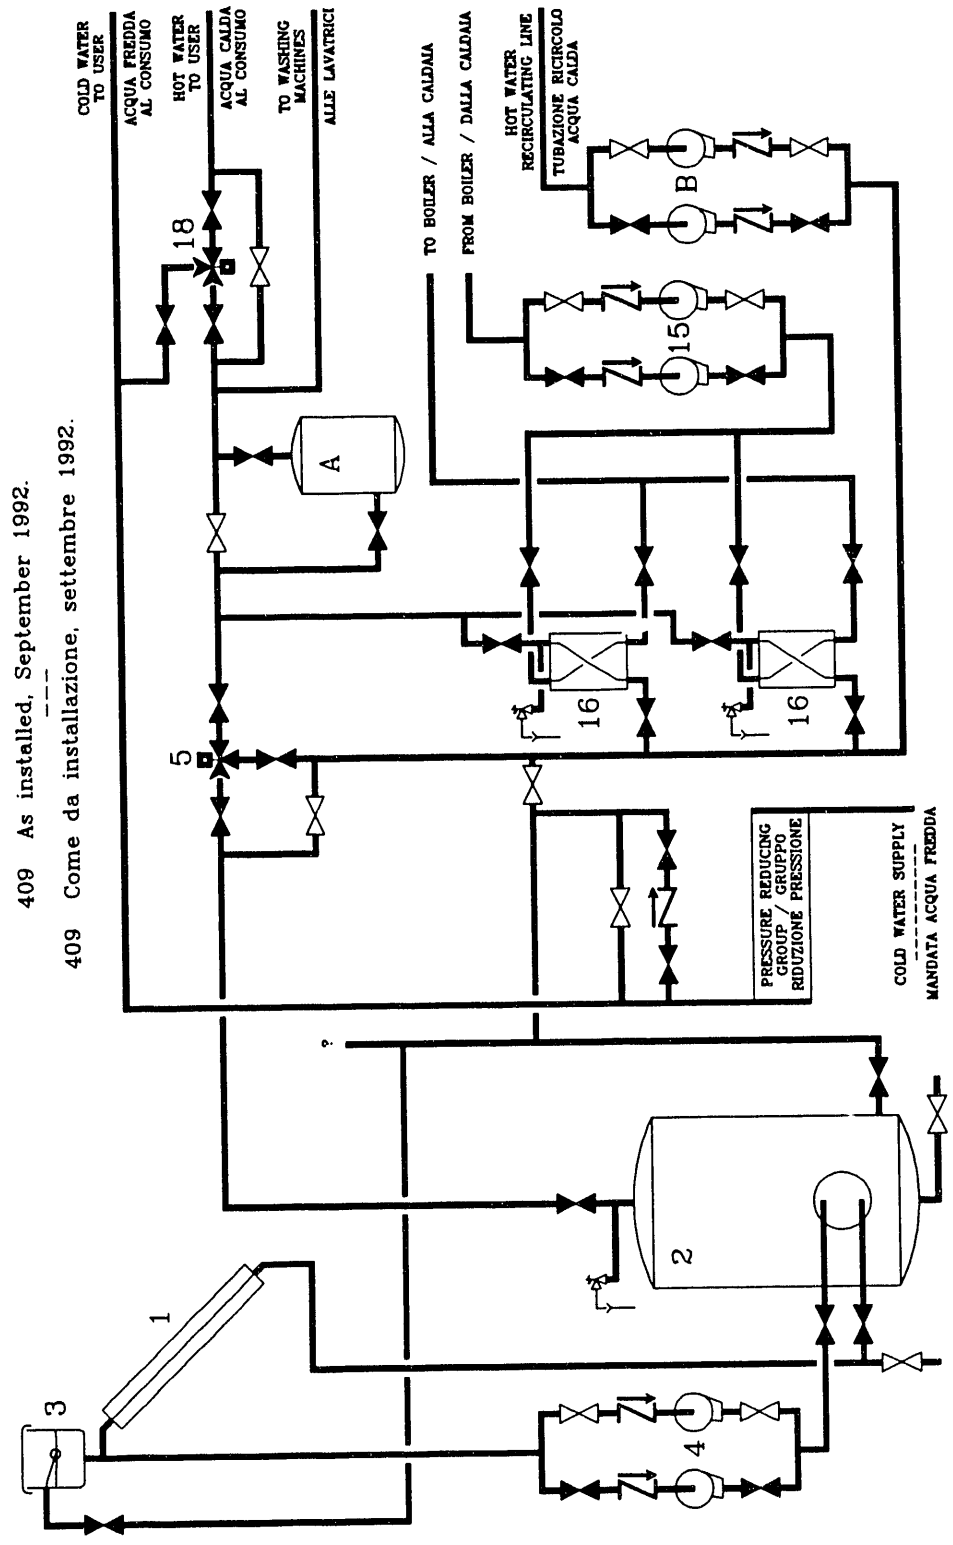 409 As installed, September 1992.
409 Come da installazione, settembre 1992.
COLD WATER
TO USER
ACQUA FREDDA
AL CONSUMO
HOT WATER
TO USER
ACQUA CALDA
AL CONSUMO
TO WASHING
MACHINES
ALLE LAVATRICI
TO BOILER / ALLA CALDAIA
FROM BOILER / DALLA CALDAIA
HOT WATER
RECIRCULATING LINE
TUBAZIONE RICIRCOLO
ACQUA CALDA
3
1
?
2
4
5
18
A
16
16
15
B
PRESSURE REDUCING
GROUP / GRUPPO
RIDUZIONE PRESSIONE
COLD WATER SUPPLY
MANDATA ACQUA FREDDA